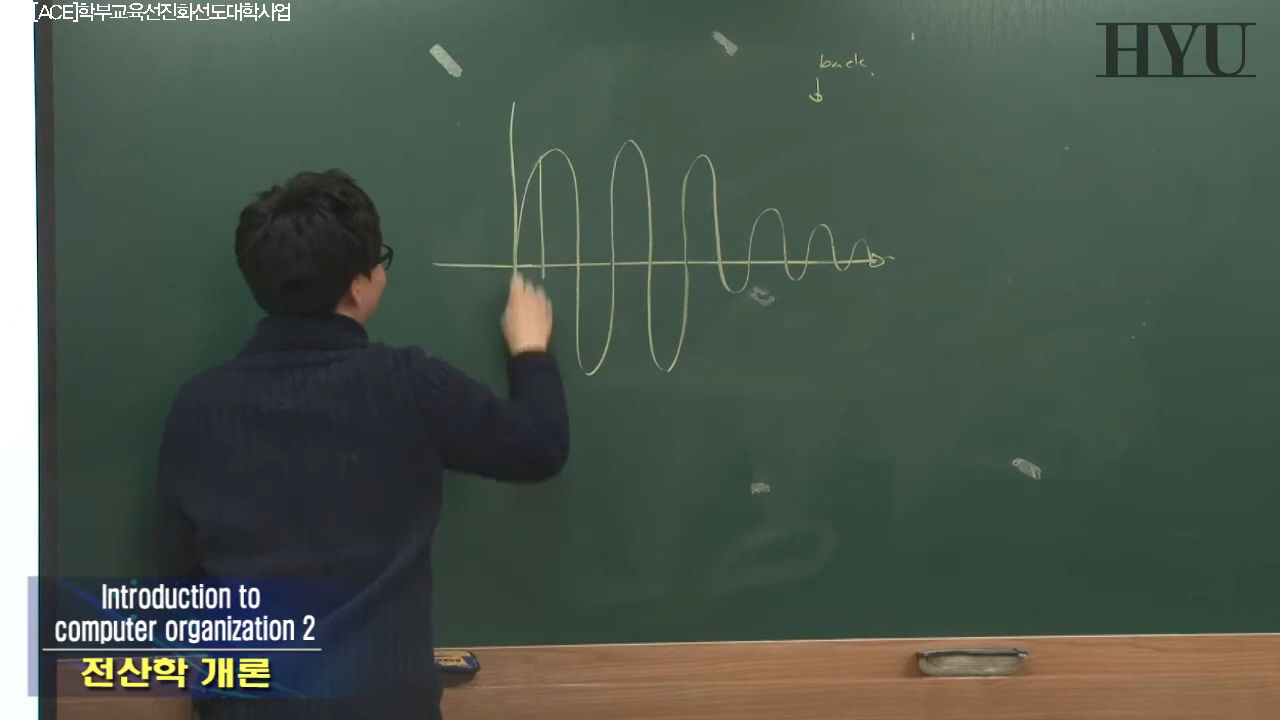 [ACE]학부교육선진화선도대학사업
HYU
back.
Introduction to
computer organization 2
전산학 개론